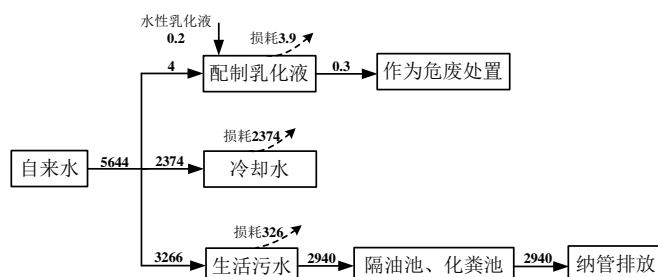 水性乳化液
0.2
损耗3.9
4
配制乳化液
0.3
作为危废处置
损耗2374
自来水
5644
2374
冷却水
损耗326
3266
生活污水
2940
隔油池、化粪池
2940
纳管排放